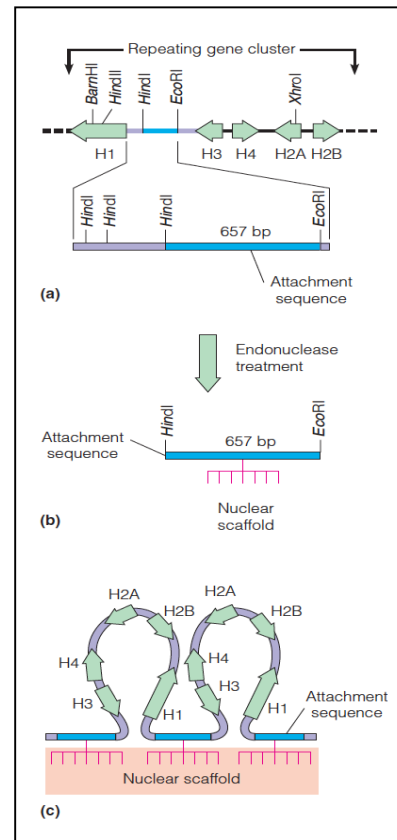 Repeating gene cluster
BamHI
HindII
HindI
EcoRI
XhroI
H1
H3 H4 H2A H2B
HindI
HindI
HindI
EcoRI
657 bp
Attachment
sequence
(a)
Endonuclease
treatment
HindI
EcoRI
Attachment
sequence
657 bp
Nuclear
scaffold
(b)
H2A H2A
H2B H2B
H4 H4
H3 H3
H1 H1
Attachment
sequence
Nuclear scaffold
(c)